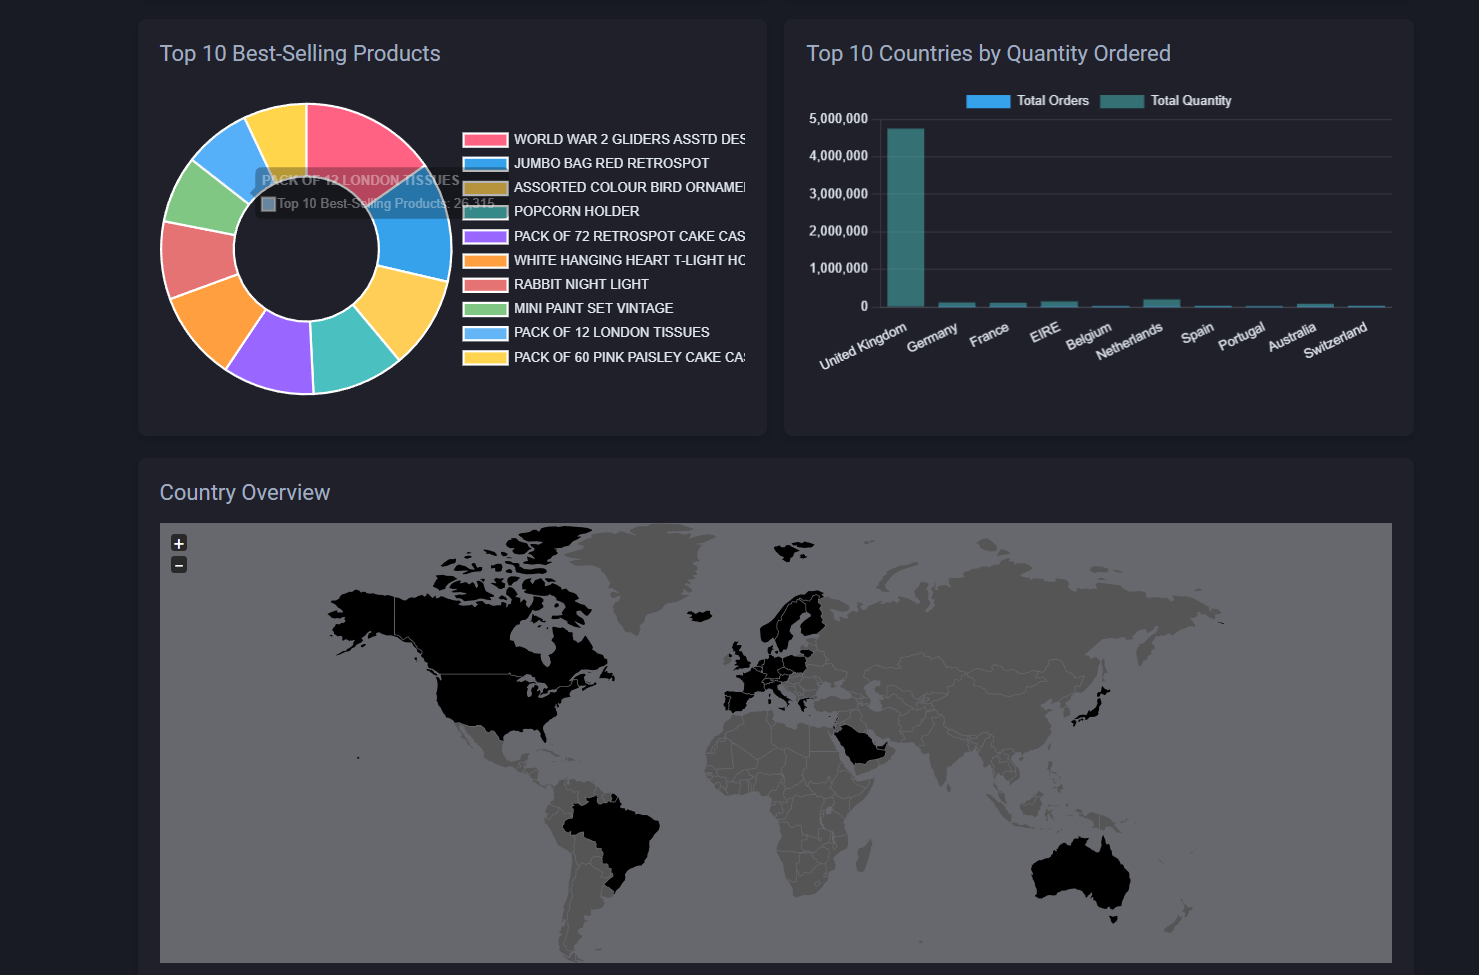 Top 10 Best-Selling Products
WORLD WAR 2 GLIDERS ASSTD DES
JUMBO BAG RED RETROSPOT
ASSORTED COLOUR BIRD ORNAME
POPCORN HOLDER
PACK OF 72 RETROSPOT CAKE CAS
WHITE HANGING HEART T-LIGHT HO
RABBIT NIGHT LIGHT
MINI PAINT SET VINTAGE
PACK OF 12 LONDON TISSUES
PACK OF 60 PINK PAISLEY CAKE CA
PACK OF 12 LONDON TISSUES
Top 10 Best-Selling Products: 26,315
Top 10 Countries by Quantity Ordered
Total Orders Total Quantity
5,000,000
4,000,000
3,000,000
2,000,000
1,000,000
0
United Kingdom
Germany
France
EIRE
Belgium
Netherlands
Spain
Portugal
Australia
Switzerland
Country Overview
+
−